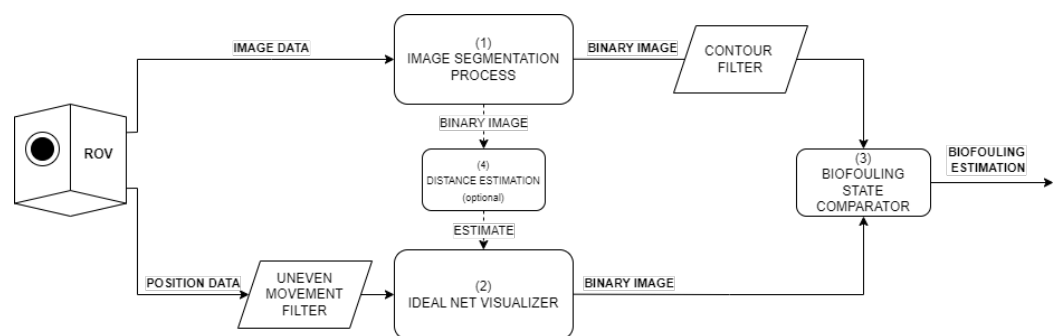 IMAGE DATA
(1)
IMAGE SEGMENTATION
PROCESS
BINARY IMAGE
CONTOUR
FILTER
ROV
BINARY IMAGE
(4)
DISTANCE ESTIMATION
(optional)
ESTIMATE
(3)
BIOFOULING
STATE
COMPARATOR
BIOFOULING
ESTIMATION
POSITION DATA
UNEVEN
MOVEMENT
FILTER
(2)
IDEAL NET VISUALIZER
BINARY IMAGE